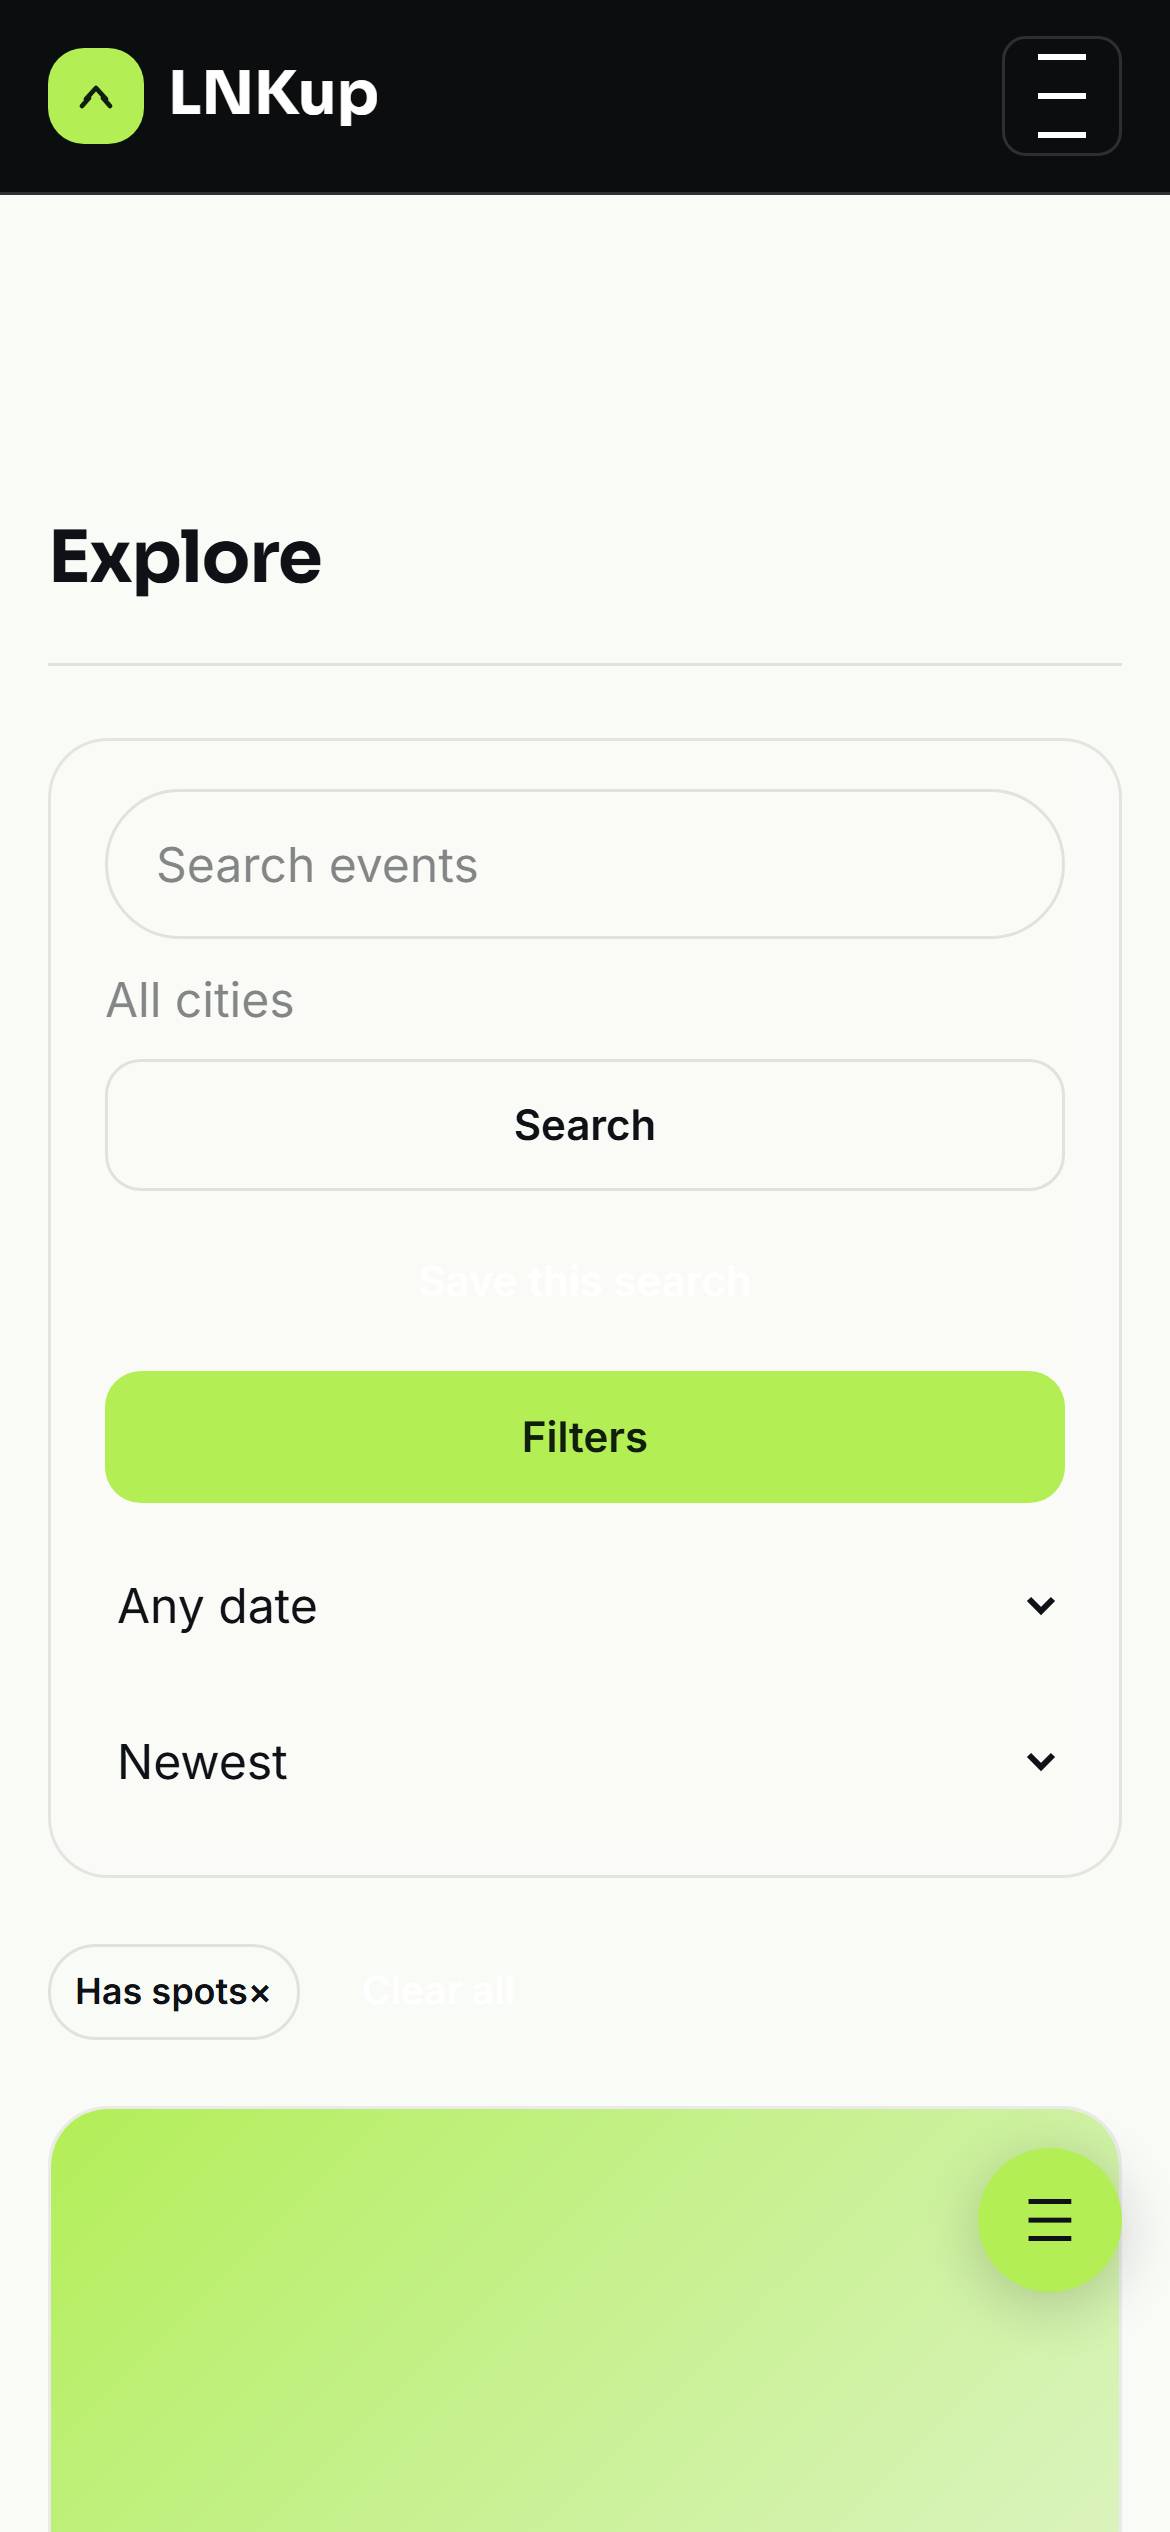 LNKup
Explore
Search events
All cities
Search
Save this search
Filters
Any date
Newest
Has spots×
Clear all